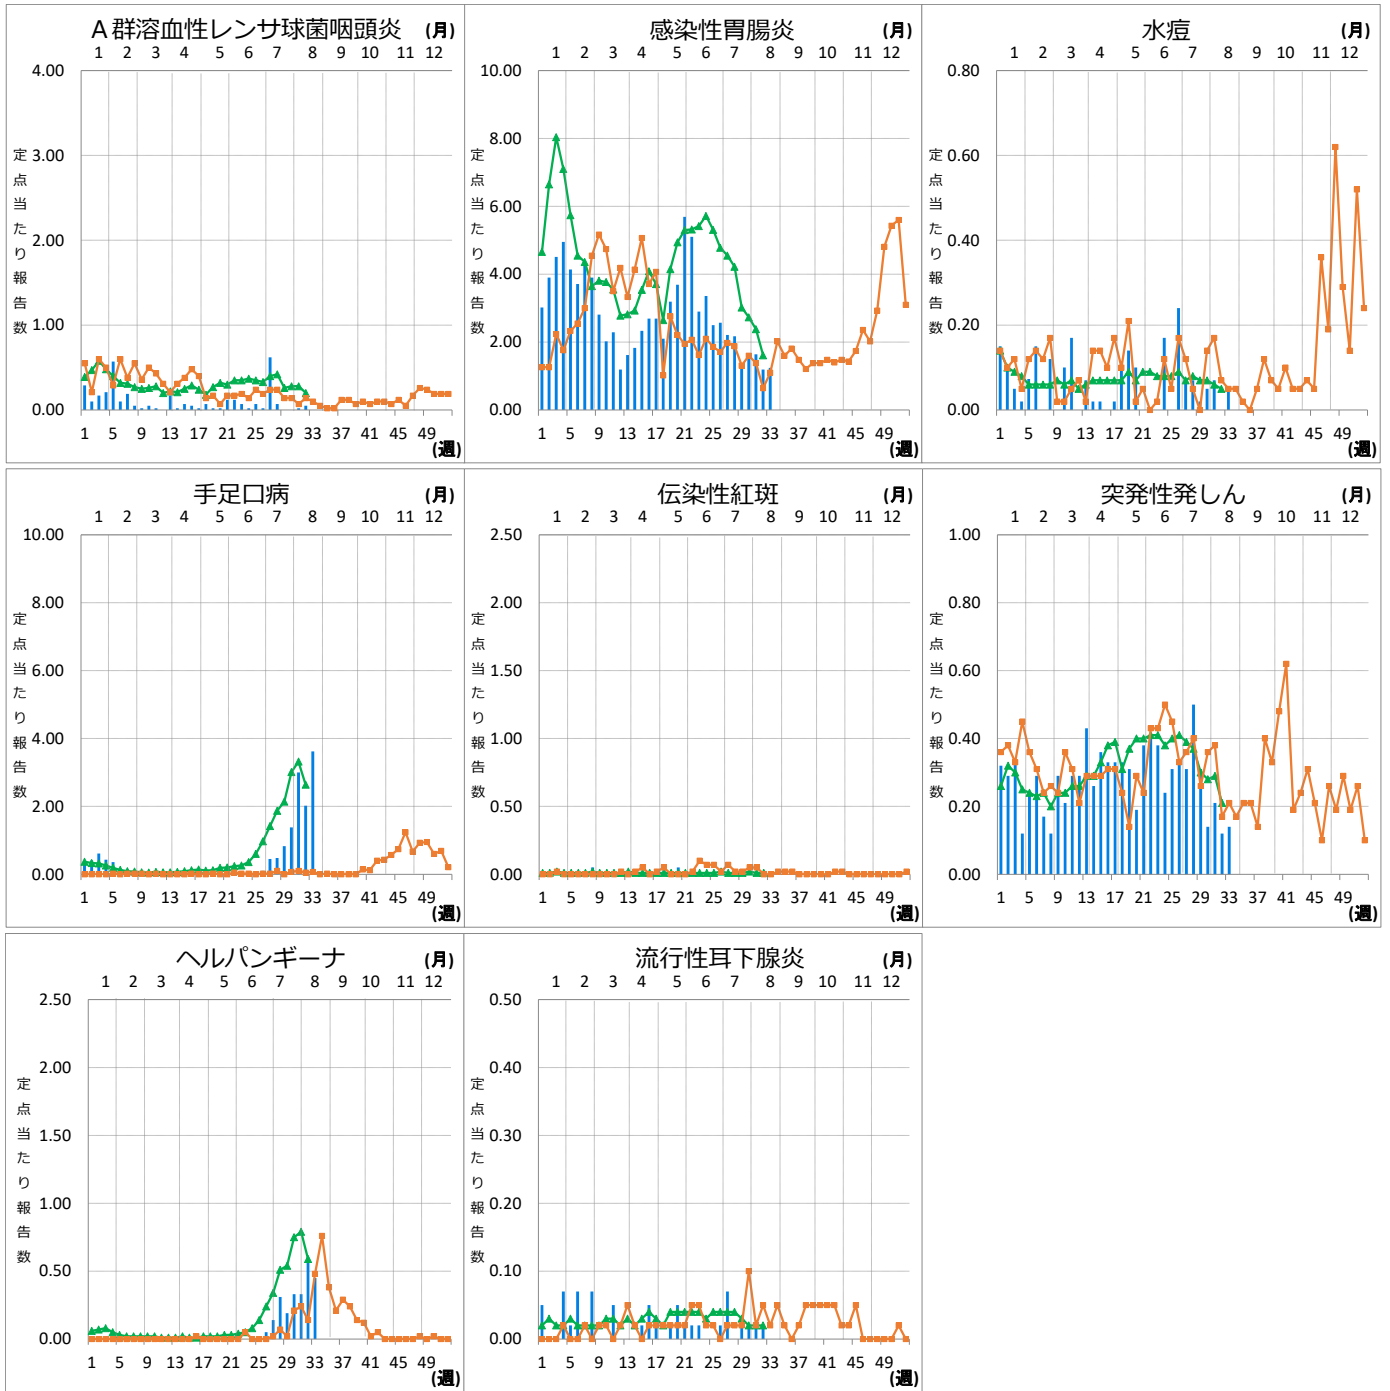 A群溶血性レンサ球菌咽頭炎 (月)
1 2 3 4 5 6 7 8 9 10 11 12
4.00
3.00
2.00
1.00
0.00
定点当たり報告数
1 5 9 13 17 21 25 29 33 37 41 45 49
(週)
感染性胃腸炎 (月)
1 2 3 4 5 6 7 8 9 10 11 12
10.00
8.00
6.00
4.00
2.00
0.00
定点当たり報告数
1 5 9 13 17 21 25 29 33 37 41 45 49
(週)
水痘 (月)
1 2 3 4 5 6 7 8 9 10 11 12
0.80
0.60
0.40
0.20
0.00
定点当たり報告数
1 5 9 13 17 21 25 29 33 37 41 45 49
(週)
手足口病 (月)
1 2 3 4 5 6 7 8 9 10 11 12
10.00
8.00
6.00
4.00
2.00
0.00
定点当たり報告数
1 5 9 13 17 21 25 29 33 37 41 45 49
(週)
伝染性紅斑 (月)
1 2 3 4 5 6 7 8 9 10 11 12
2.50
2.00
1.50
1.00
0.50
0.00
定点当たり報告数
1 5 9 13 17 21 25 29 33 37 41 45 49
(週)
突発性発しん (月)
1 2 3 4 5 6 7 8 9 10 11 12
1.00
0.80
0.60
0.40
0.20
0.00
定点当たり報告数
1 5 9 13 17 21 25 29 33 37 41 45 49
(週)
ヘルパンギーナ (月)
1 2 3 4 5 6 7 8 9 10 11 12
2.50
2.00
1.50
1.00
0.50
0.00
定点当たり報告数
1 5 9 13 17 21 25 29 33 37 41 45 49
(週)
流行性耳下腺炎 (月)
1 2 3 4 5 6 7 8 9 10 11 12
0.50
0.40
0.30
0.20
0.10
0.00
定点当たり報告数
1 5 9 13 17 21 25 29 33 37 41 45 49
(週)